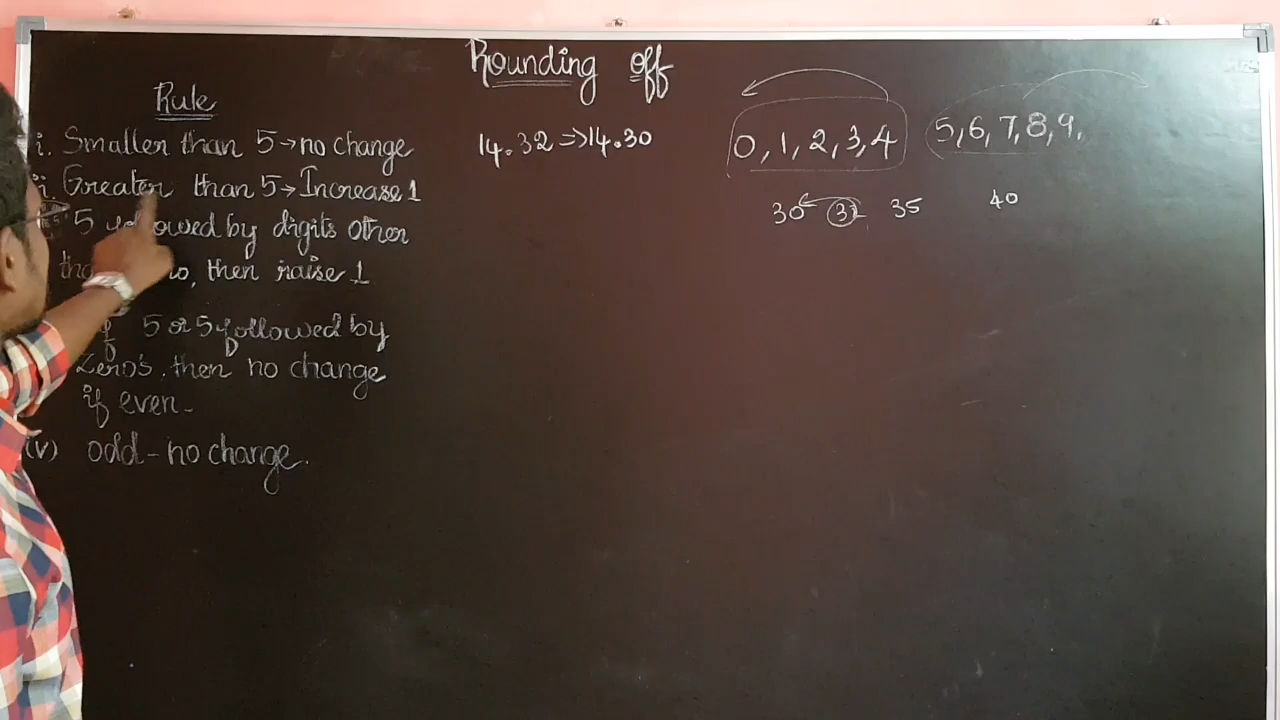 Rounding off
Rule
i. Smaller than 5→no change
Greater than 5→Increase 1
5 followed by digits other
then raise 1
5 or 5 followed by
Zero's, then no change
if even-
(v) odd - no change.
14.32 ⇒ 14.30
0, 1, 2, 3, 4
5, 6, 7, 8, 9,
30 35 40